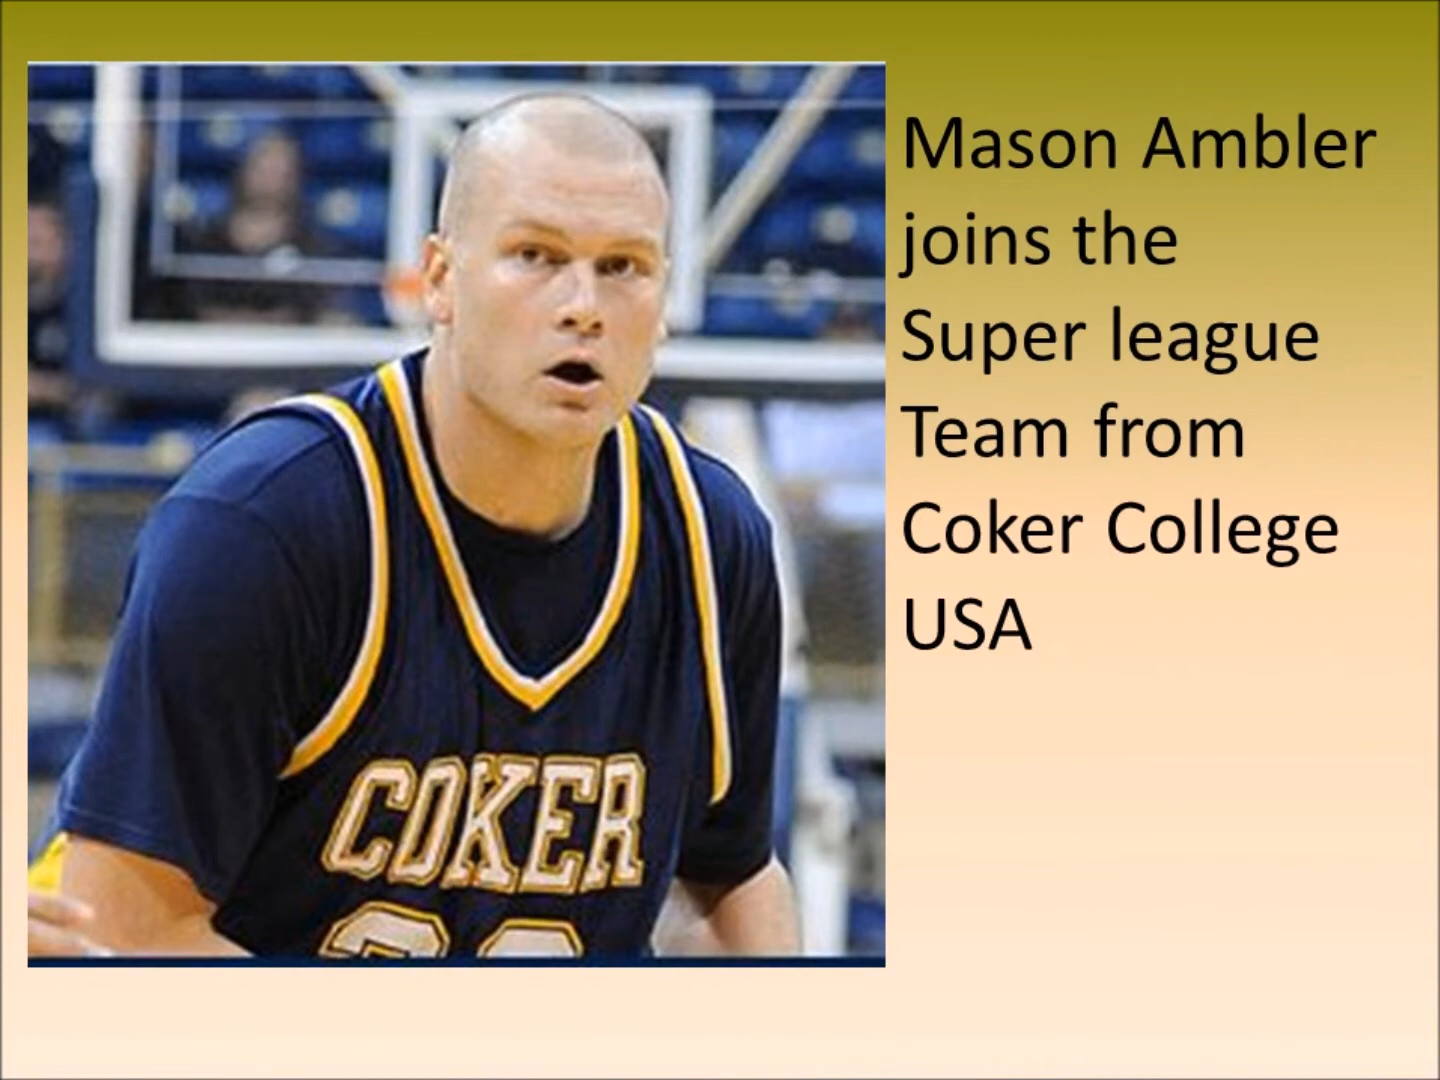 Mason Ambler
joins the
Super league
Team from
Coker College
USA
COKER